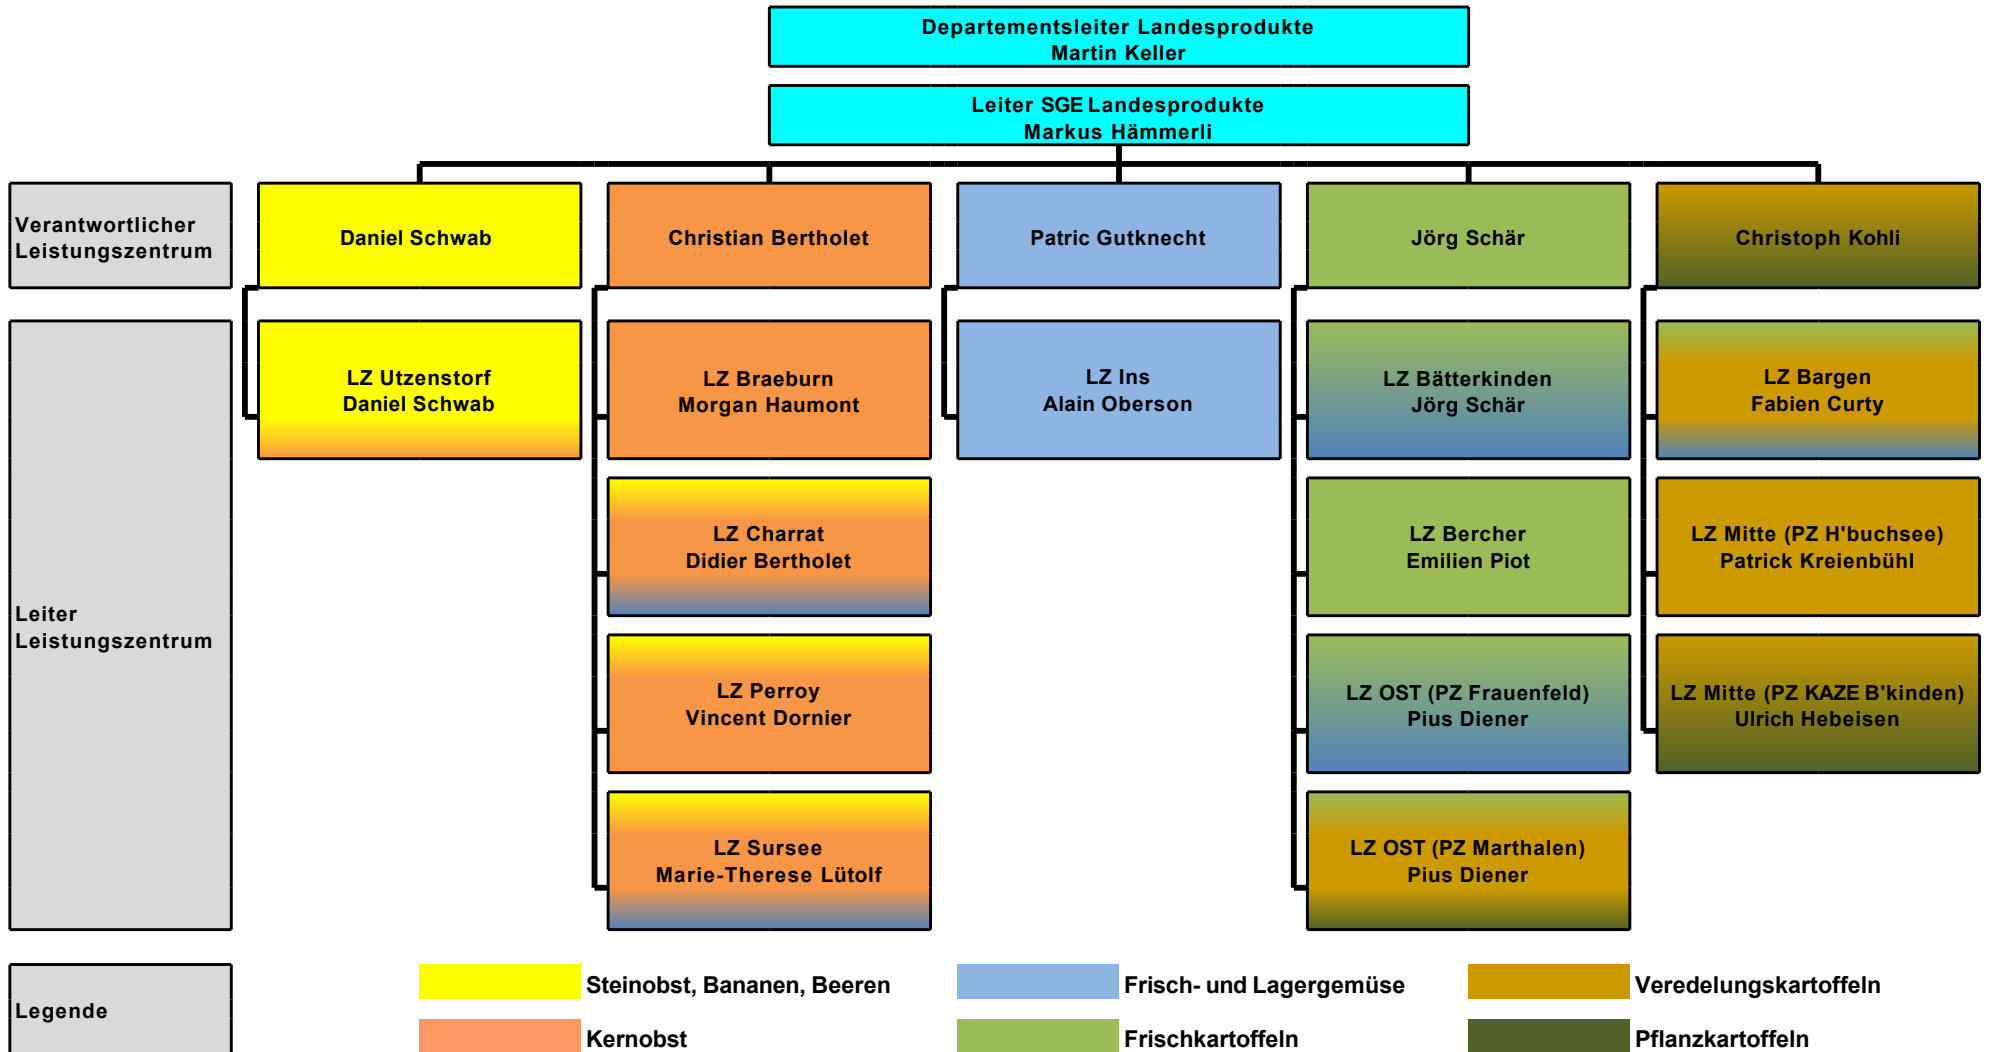 Departementsleiter Landesprodukte
Martin Keller
Leiter SGE Landesprodukte
Markus Hämmerli
Verantwortlicher
Leistungszentrum
Daniel Schwab
Christian Bertholet
Patric Gutknecht
Jörg Schär
Christoph Kohli
Leiter
Leistungszentrum
LZ Utzenstorf
Daniel Schwab
LZ Braeburn
Morgan Haumont
LZ Ins
Alain Oberson
LZ Bätterkinden
Jörg Schär
LZ Bargen
Fabien Curty
LZ Charrat
Didier Bertholet
LZ Bercher
Emilien Piot
LZ Mitte (PZ H'buchsee)
Patrick Kreienbühl
LZ Perroy
Vincent Dornier
LZ OST (PZ Frauenfeld)
Pius Diener
LZ Mitte (PZ KAZE B'kinden)
Ulrich Hebeisen
LZ Sursee
Marie-Therese Lütolf
LZ OST (PZ Marthalen)
Pius Diener
Legende
Steinobst, Bananen, Beeren
Frisch- und Lagergemüse
Veredelungskartoffeln
Kernobst
Frischkartoffeln
Pflanzkartoffeln